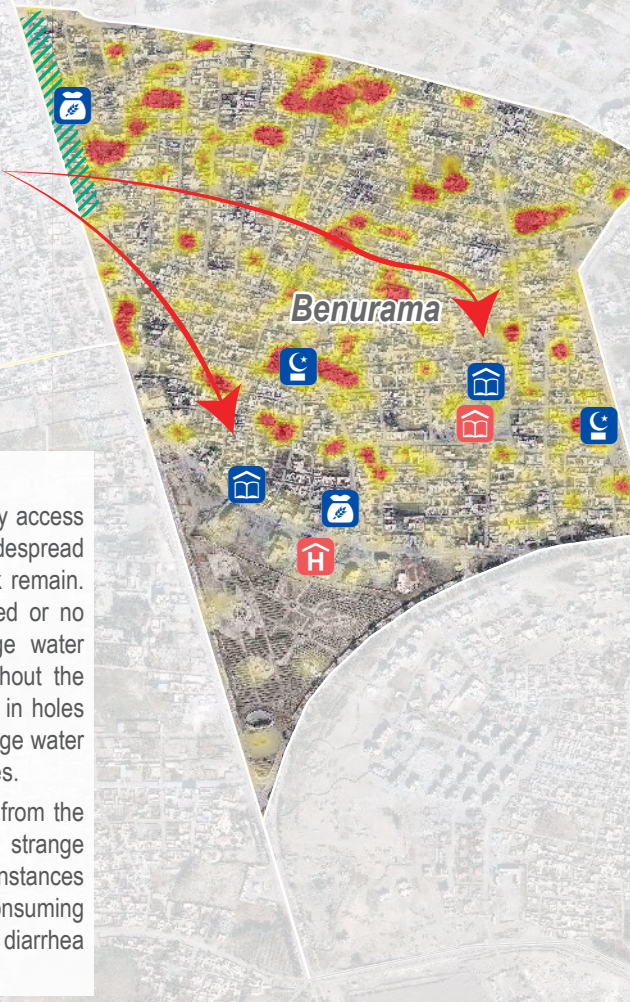 Benurama
y access
despread
k remain.
ed or no
ge water
hout the
in holes
ge water
es.
from the
strange
nstances
onsuming
diarrhea
H